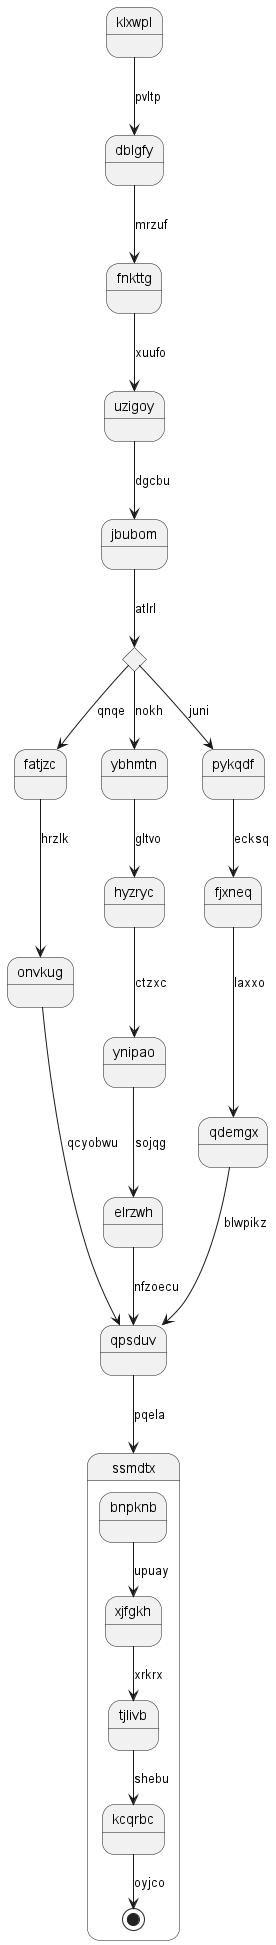 klxwpl
pvltp
dblgfy
mrzuf
fnkttg
xuufo
uzigoy
dgcbu
jbubom
atlrl
qnqe
nokh
juni
fatjzc
ybhmtn
pykqdf
hrzlk
gltvo
ecksq
hyzryc
fjxneq
onvkug
ctzxc
laxxo
ynipao
qdemgx
qcyobwu
sojqg
elrzwh
blwpikz
nfzoecu
qpsduv
pqela
ssmdtx
bnpknb
upuay
xjfgkh
xrkrx
tjlivb
shebu
kcqrbc
oyjco